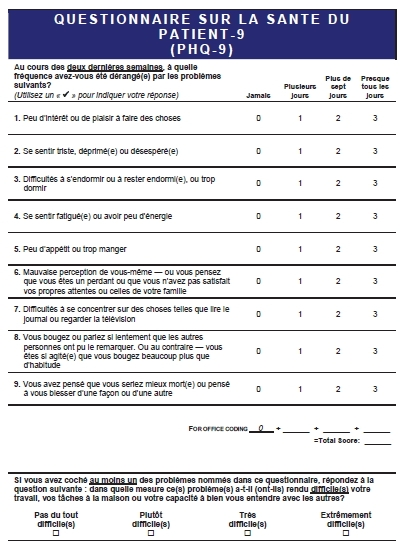 QUESTIONNAIRE SUR LA SANTE DU
PATIENT-9
(PHQ-9)
Au cours des deux dernières semaines, à quelle
fréquence avez-vous été dérangé(e) par les problèmes
suivants?
(Utilisez un « ✔ » pour indiquer votre réponse)
Jamais
Plusieurs
jours
Plus de
sept
jours
Presque
tous les
jours
1. Peu d'intérêt ou de plaisir à faire des choses 0 1 2 3
2. Se sentir triste, déprimé(e) ou désespéré(e) 0 1 2 3
3. Difficultés à s'endormir ou à rester endormi(e), ou trop
dormir 0 1 2 3
4. Se sentir fatigué(e) ou avoir peu d'énergie 0 1 2 3
5. Peu d'appétit ou trop manger 0 1 2 3
6. Mauvaise perception de vous-même — ou vous pensez
que vous êtes un perdant ou que vous n'avez pas satisfait
vos propres attentes ou celles de votre famille 0 1 2 3
7. Difficultés à se concentrer sur des choses telles que lire le
journal ou regarder la télévision 0 1 2 3
8. Vous bougez ou parlez si lentement que les autres
personnes ont pu le remarquer. Ou au contraire — vous
êtes si agité(e) que vous bougez beaucoup plus que
d'habitude 0 1 2 3
9. Vous avez pensé que vous seriez mieux mort(e) ou pensé
à vous blesser d'une façon ou d'une autre 0 1 2 3
FOR OFFICE CODING 0 + ______ + ______ + ______
=Total Score: ______
Si vous avez coché au moins un des problèmes nommés dans ce questionnaire, répondez à la
question suivante : dans quelle mesure ce(s) problème(s) a-t-il (ont-ils) rendu difficile(s) votre
travail, vos tâches à la maison ou votre capacité à bien vous entendre avec les autres?
Pas du tout
difficile(s)
☐
Plutôt
difficile(s)
☐
Très
difficile(s)
☐
Extrêmement
difficile(s)
☐